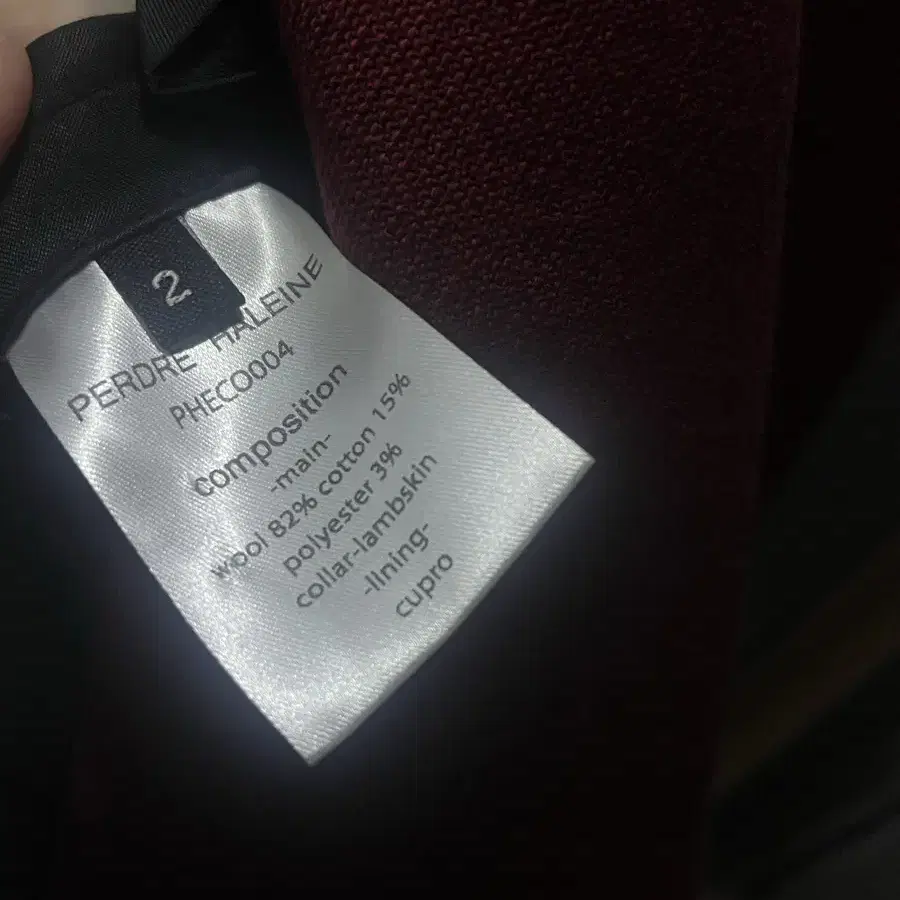 2
PERDRE HALEINE
PHECO004
composition
-main-
wool 82% cotton 15%
polyester 3%
collar-lambskin
-lining-
cupro